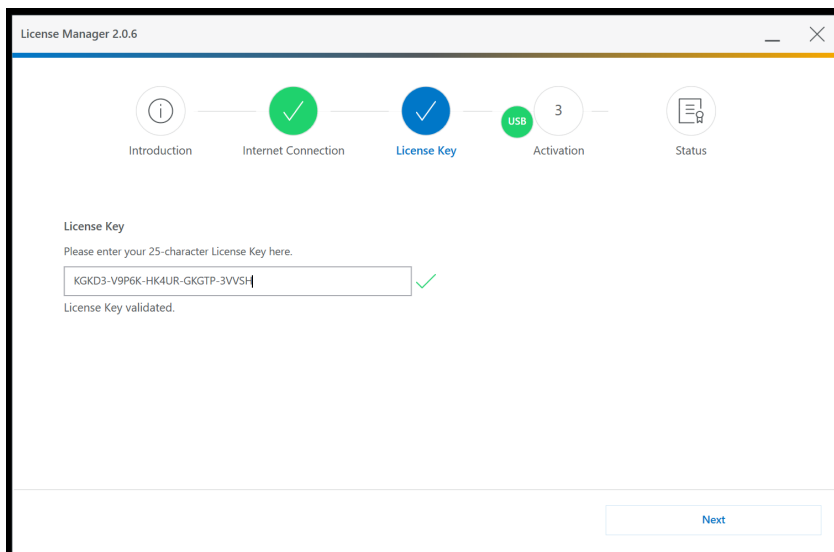 License Manager 2.0.6
3
USB
Introduction
Internet Connection
License Key
Activation
Status
License Key
Please enter your 25-character License Key here.
KGKD3-V9P6K-HK4UR-GKGTP-3VVSH
License Key validated.
Next